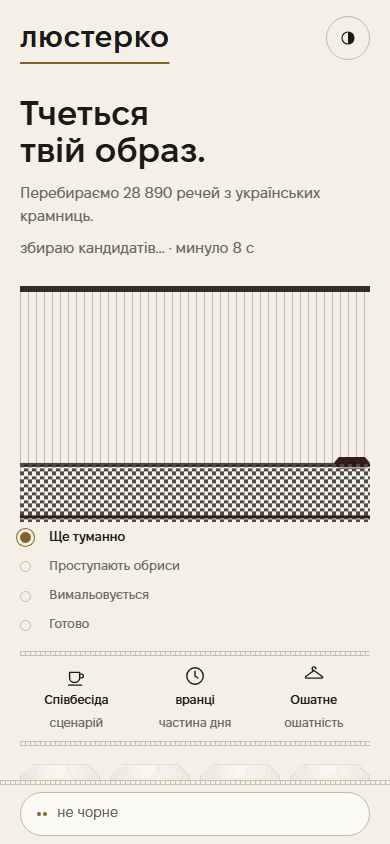 люстерко
Тчеться
твій образ.
Перебираємо 28 890 речей з українських
крамниць.
збираю кандидатів... · минуло 8 с
Ще туманно
Проступають обриси
Вимальовується
Готово
Співбесіда
сценарій
вранці
частина дня
Ошатне
ошатність
не чорне